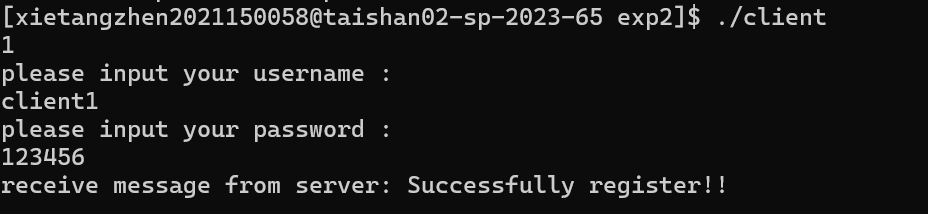 [xietangzhen2021150058@taishan02-sp-2023-65 exp2]$ ./client
1
please input your username :
client1
please input your password :
123456
receive message from server: Successfully register!!